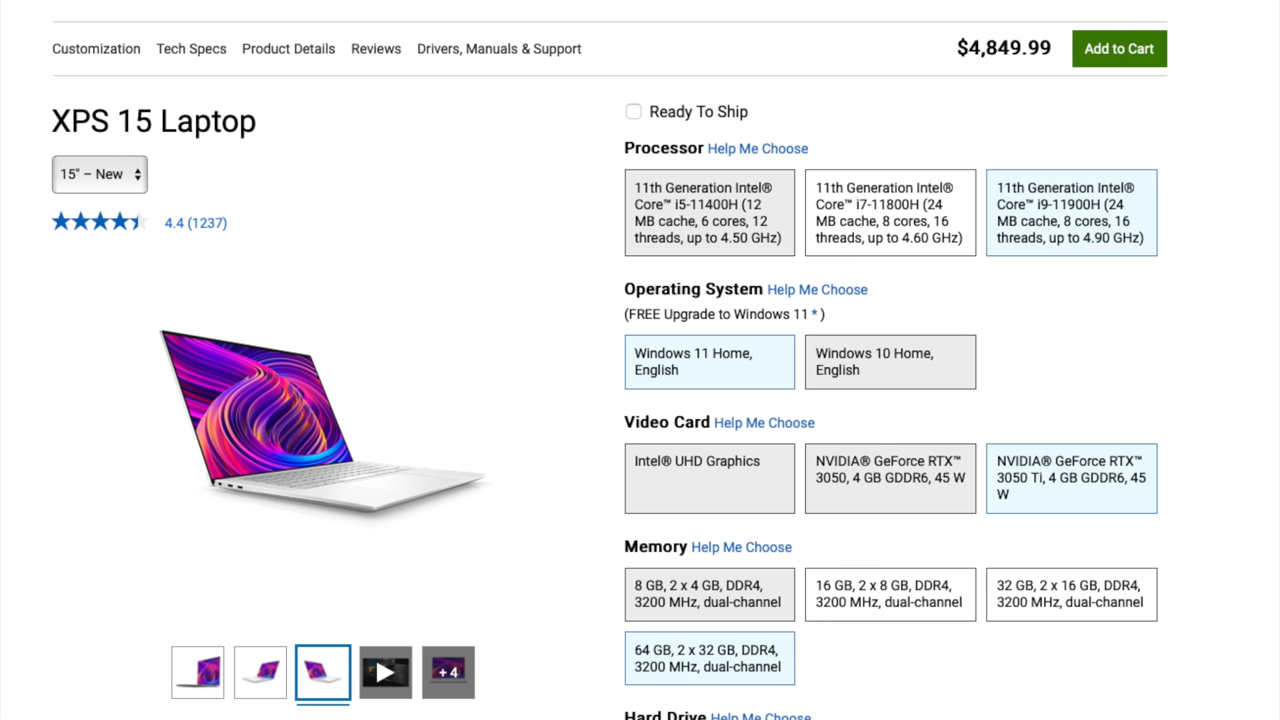 Customization Tech Specs Product Details Reviews Drivers, Manuals & Support $4,849.99 Add to Cart
XPS 15 Laptop
15" – New
4.4 (1237)
+4
Ready To Ship
Processor Help Me Choose
11th Generation Intel®
Core™ i5-11400H (12
MB cache, 6 cores, 12
threads, up to 4.50 GHz)
11th Generation Intel®
Core™ i7-11800H (24
MB cache, 8 cores, 16
threads, up to 4.60 GHz)
11th Generation Intel®
Core™ i9-11900H (24
MB cache, 8 cores, 16
threads, up to 4.90 GHz)
Operating System Help Me Choose
(FREE Upgrade to Windows 11 * )
Windows 11 Home,
English
Windows 10 Home,
English
Video Card Help Me Choose
Intel® UHD Graphics
NVIDIA® GeForce RTX™
3050, 4 GB GDDR6, 45 W
NVIDIA® GeForce RTX™
3050 Ti, 4 GB GDDR6, 45
W
Memory Help Me Choose
8 GB, 2 x 4 GB, DDR4,
3200 MHz, dual-channel
16 GB, 2 x 8 GB, DDR4,
3200 MHz, dual-channel
32 GB, 2 x 16 GB, DDR4,
3200 MHz, dual-channel
64 GB, 2 x 32 GB, DDR4,
3200 MHz, dual-channel
Hard Drive Help Me Choose